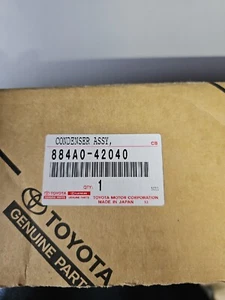 CONDENSER ASSY,
884A0-42040
QTY.
1
TOYOTA MOTOR CORPORATION
MADE IN JAPAN
TOYOTA
GENUINE PARTS